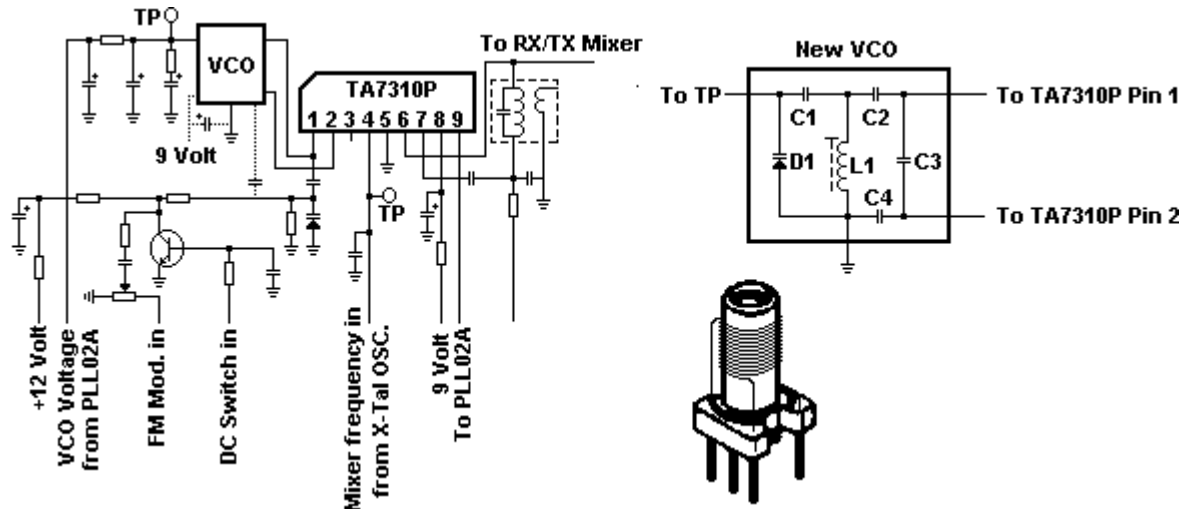 TP
VCO
9 Volt
TA7310P
1 2 3 4 5 6 7 8 9
To RX/TX Mixer
TP
+
+
+
+
+
+
+12 Volt
VCO Voltage
from PLL02A
FM Mod. in
DC Switch in
Mixer frequency in
from X-Tal OSC.
9 Volt
To PLL02A
New VCO
To TP
C1
C2
To TA7310P Pin 1
D1
L1
C3
C4
To TA7310P Pin 2